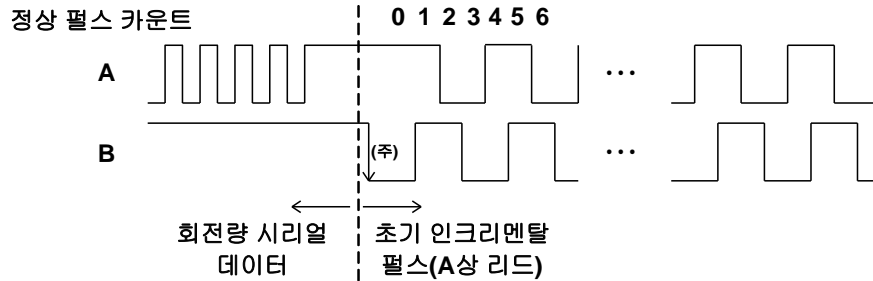 정상 펄스 카운트 0 1 2 3 4 5 6
A ...
(주)
B ...
회전량 시리얼 초기 인크리멘탈
데이터 펄스(A상 리드)